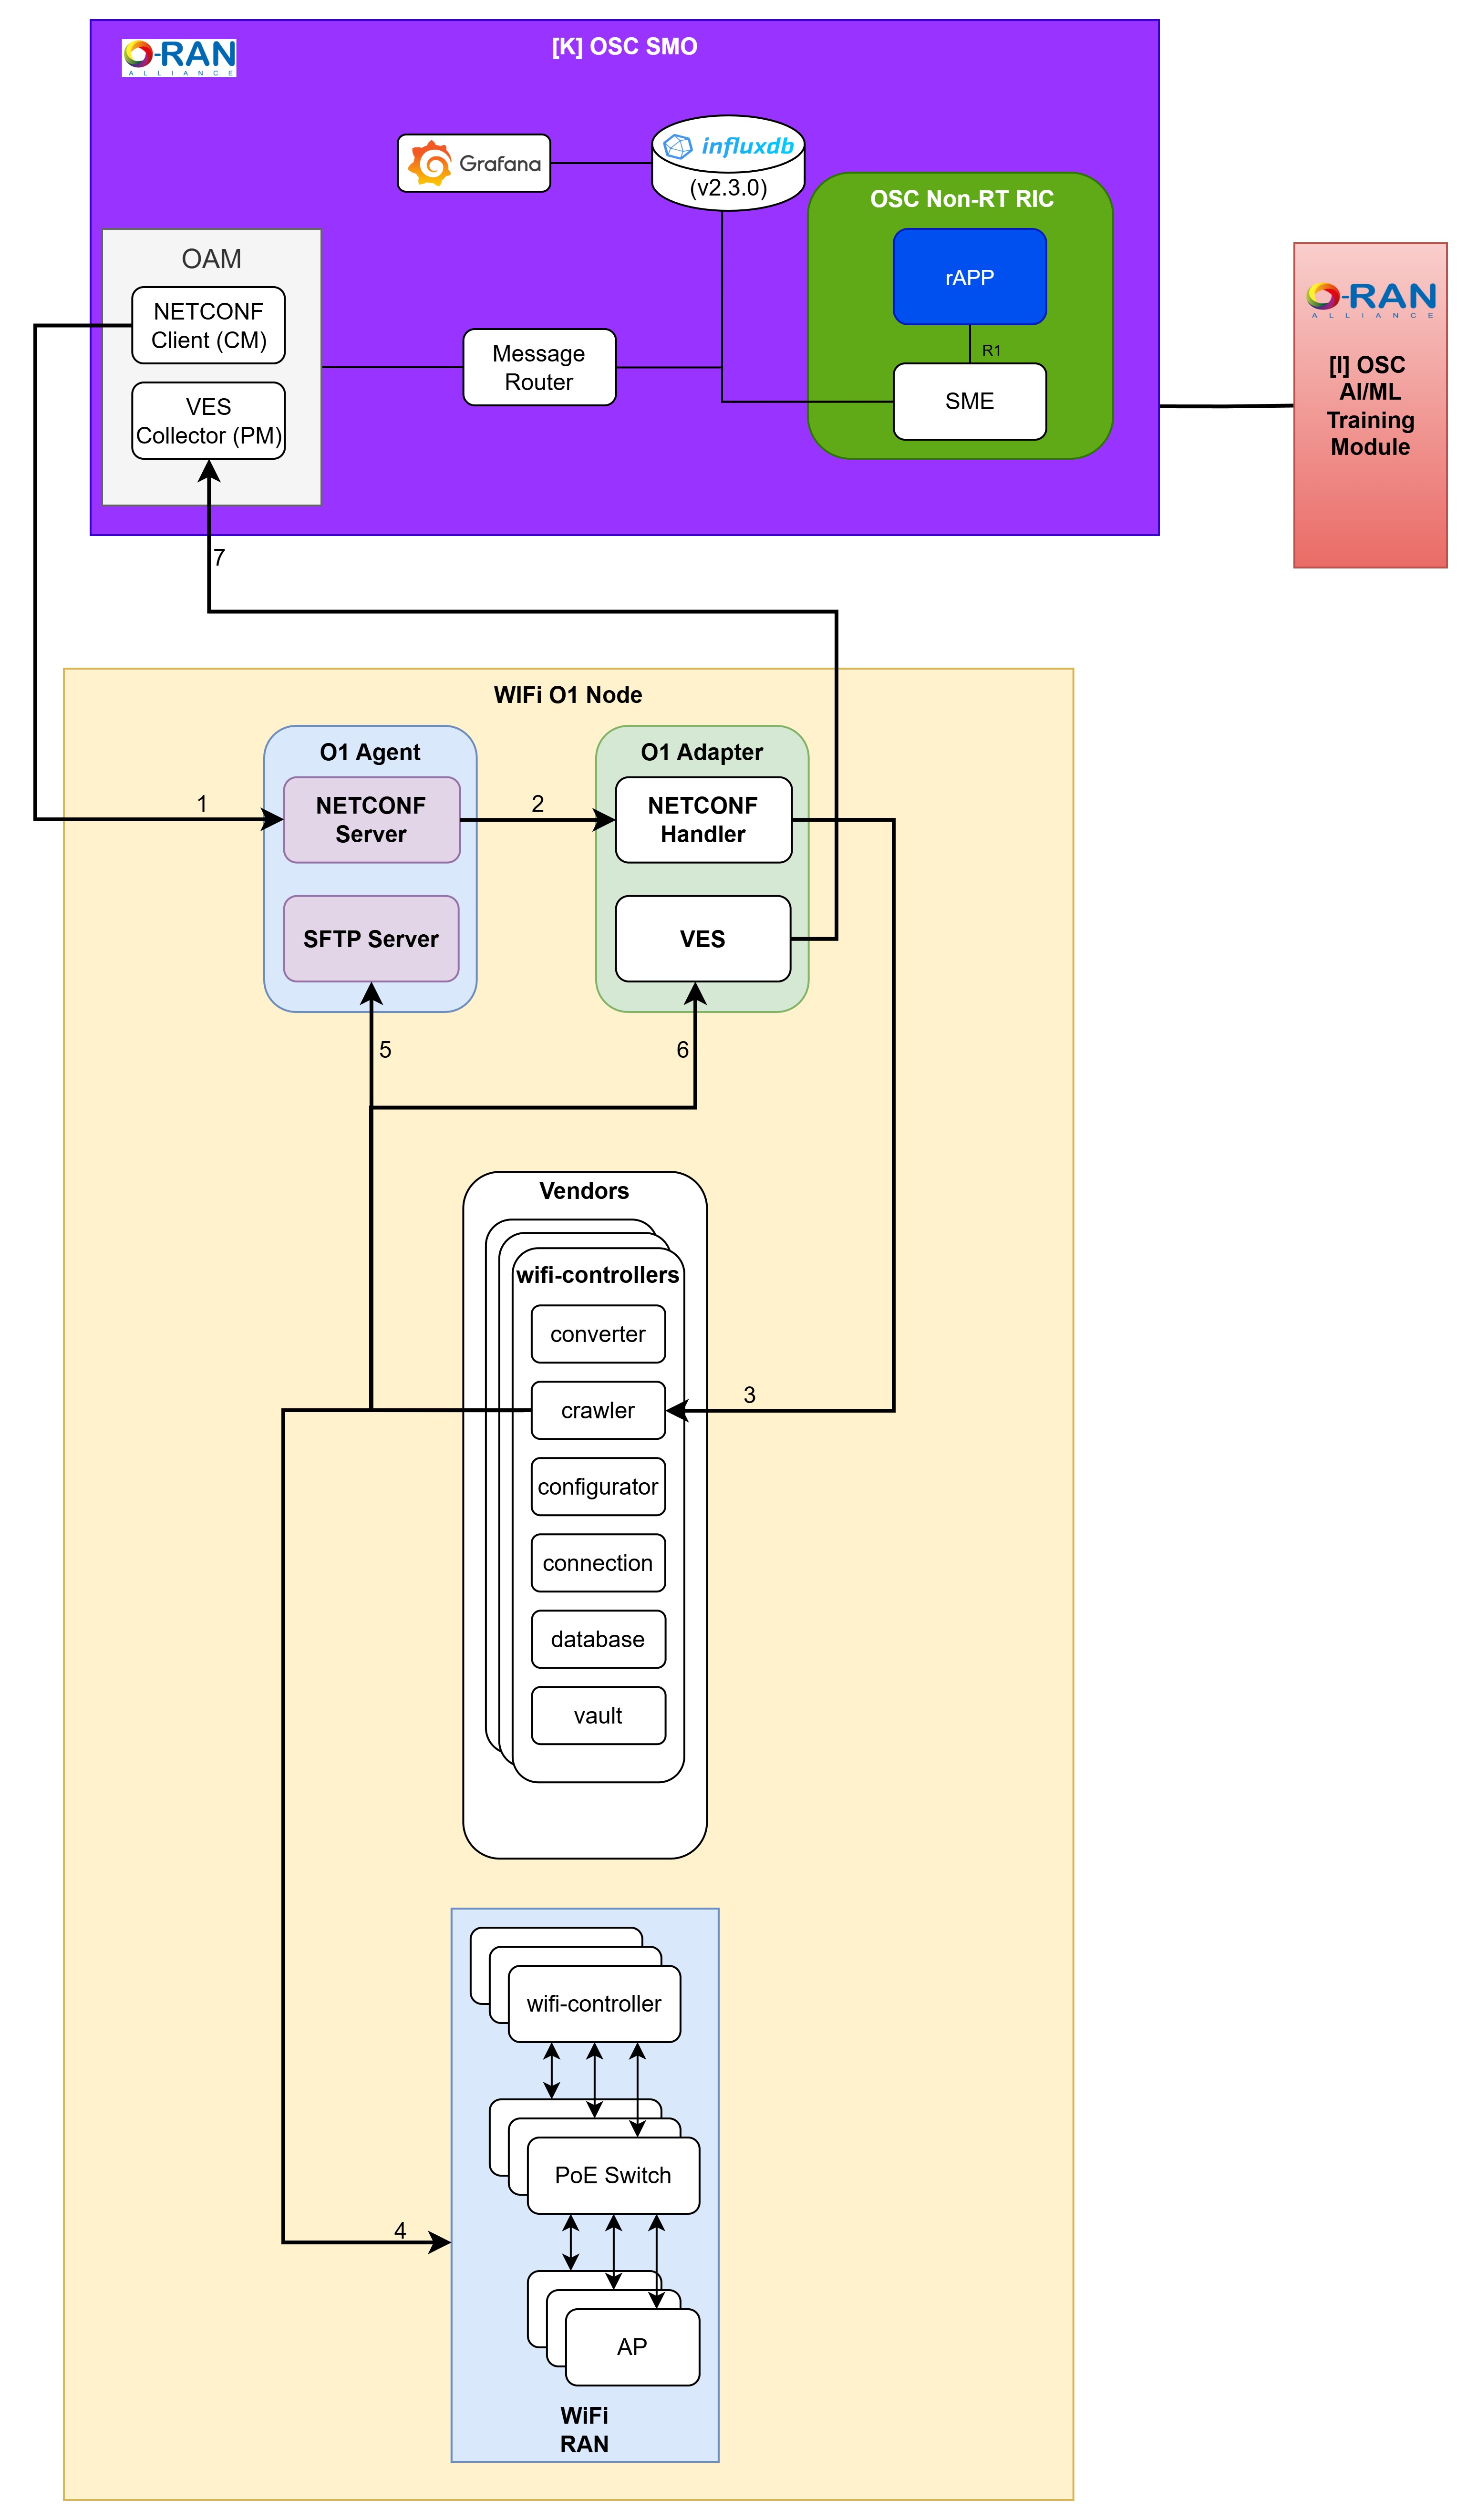 O-RAN
ALLIANCE
[K] OSC SMO
Grafana
influxdb
(v2.3.0)
OSC Non-RT RIC
rAPP
R1
SME
OAM
NETCONF
Client (CM)
VES
Collector (PM)
Message
Router
O-RAN
ALLIANCE
[I] OSC
AI/ML
Training
Module
7
WIFi O1 Node
O1 Agent
NETCONF
Server
SFTP Server
O1 Adapter
NETCONF
Handler
VES
1
2
5
6
Vendors
wifi-controllers
converter
crawler
3
configurator
connection
database
vault
wifi-controller
PoE Switch
4
AP
WiFi
RAN